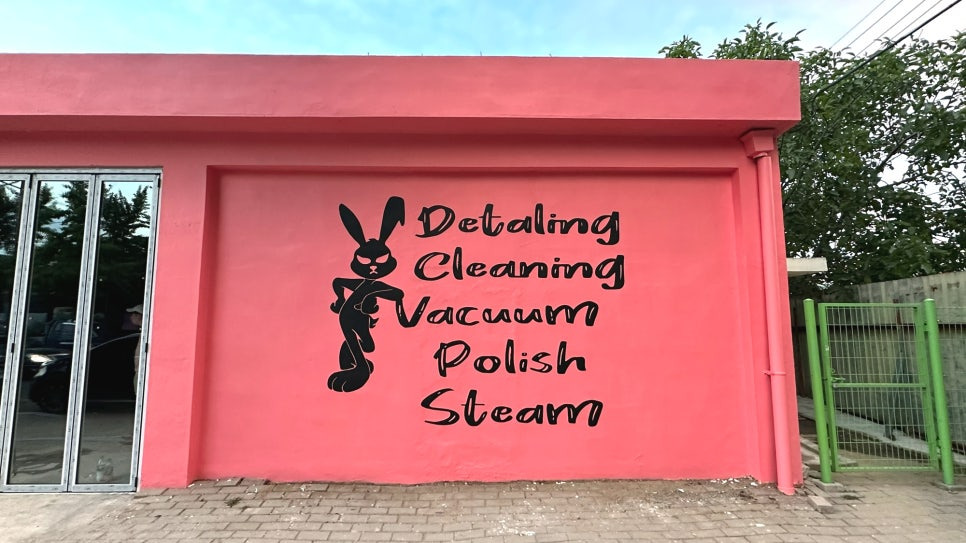 Detaling
Cleaning
Vacuum
Polish
Steam